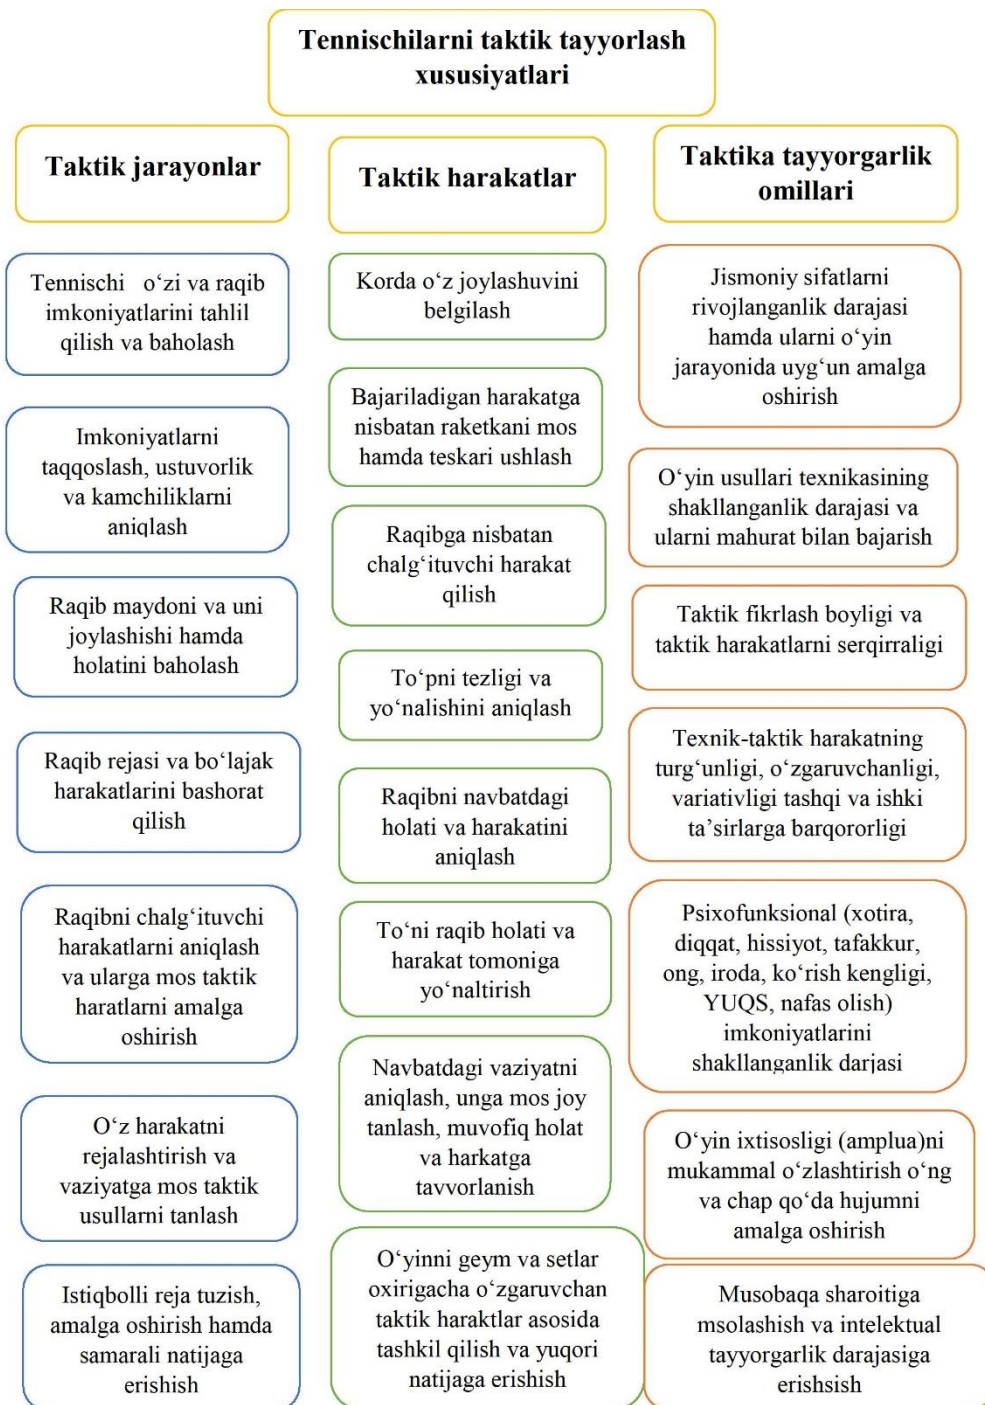 Tennischilarni taktik tayyorlash
xususiyatlari
Taktik jarayonlar
Tennischi o‘zi va raqib
imkoniyatlarini tahlil
qilish va baholash
Imkoniyatlarni
taqqoslash, ustuvorlik
va kamchiliklarni
aniqlash
Raqib maydoni va uni
joylashishi hamda
holatini baholash
Raqib rejasi va bo‘lajak
harakatlarini bashorat
qilish
Raqibni chalg‘ituvchi
harakatlarni aniqlash
va ularga mos taktik
haratlarni amalga
oshirish
O‘z harakatni
rejalashtirish va
vaziyatga mos taktik
usullarni tanlash
Istiqbolli reja tuzish,
amalga oshirish hamda
samarali natijaga
erishish
Taktik harakatlar
Korda o‘z joylashuvini
belgilash
Bajariladigan harakatga
nisbatan raketkani mos
hamda teskari ushlash
Raqibga nisbatan
chalg‘ituvchi harakat
qilish
To‘pni tezligi va
yo‘nalishini aniqlash
Raqibni navbatdagi
holati va harakatini
aniqlash
To‘ni raqib holati va
harakat tomoniga
yo‘naltirish
Navbatdagi vaziyatni
aniqlash, unga mos joy
tanlash, muvofiq holat
va harkatga
tavvorlanish
O‘yinni geym va setlar
oxirigacha o‘zgaruvchan
taktik haraktlar asosida
tashkil qilish va yuqori
natijaga erishish
Taktika tayyorgarlik
omillari
Jismoniy sifatlarni
rivojlanganlik darajasi
hamda ularni o‘yin
jarayonida uyg‘un amalga
oshirish
O‘yin usullari texnikasining
shakllanganlik darajasi va
ularni mahurat bilan bajarish
Taktik fikrlash boyligi va
taktik harakatlarni serqirraligi
Texnik-taktik harakatning
turg‘unligi, o‘zgaruvchanligi,
variativligi tashqi va ishki
ta’sirlarga barqororligi
Psixofunksional (xotira,
diqqat, hissiyot, tafakkur,
ong, iroda, ko‘rish kengligi,
YUQS, nafas olish)
imkoniyatlarini
shakllanganlik darjasi
O‘yin ixtisosligi (amplua)ni
mukammal o‘zlashtirish o‘ng
va chap qo‘da hujumni
amalga oshirish
Musobaqa sharoitiga
msolashish va intelektual
tayyorgarlik darajasiga
erishsish